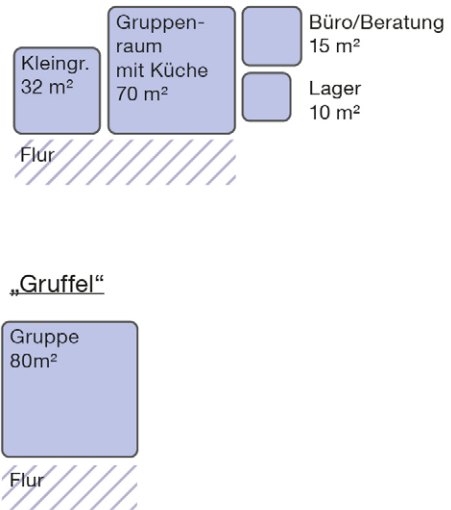 Kleingr.
32 m²
Gruppen-
raum
mit Küche
70 m²
Büro/Beratung
15 m²
Lager
10 m²
Flur
„Gruffel“
Gruppe
80m²
Flur